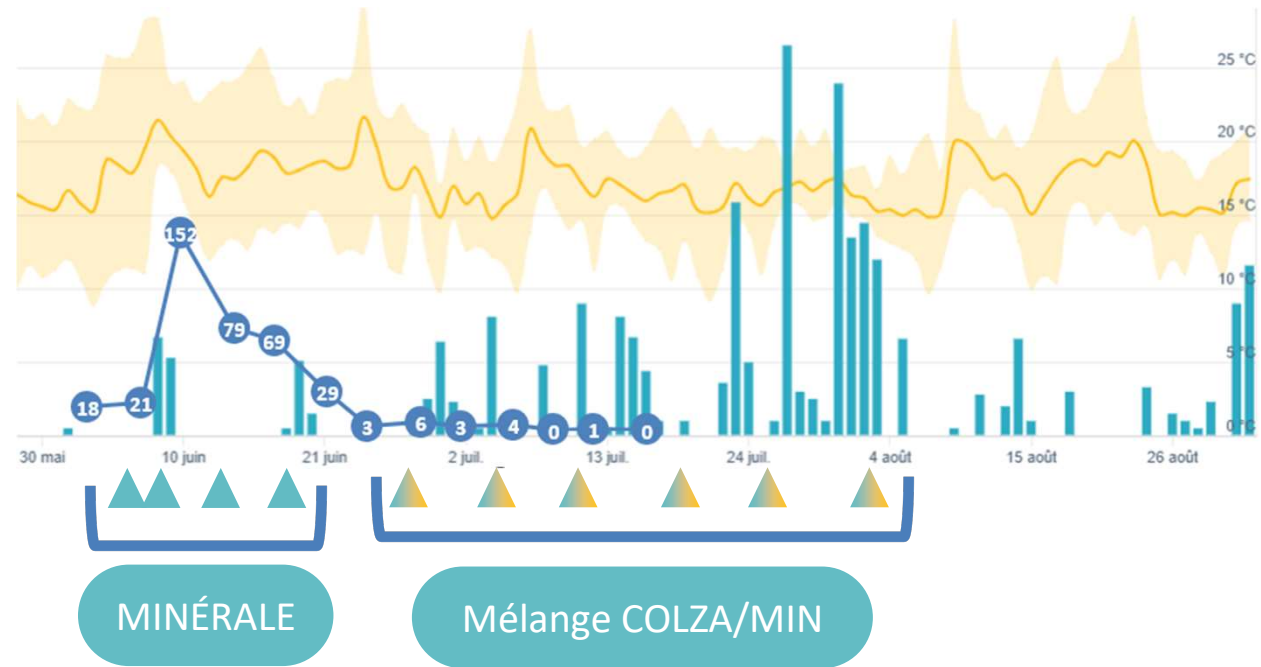 25 °C
20 °C
15 °C
10 °C
5 °C
0 °C
18
21
152
79
69
29
3
6
3
4
0
1
0
30 mai
10 juin
21 juin
2 juil.
13 juil.
24 juil.
4 août
15 août
26 août
MINÉRALE
Mélange COLZA/MIN